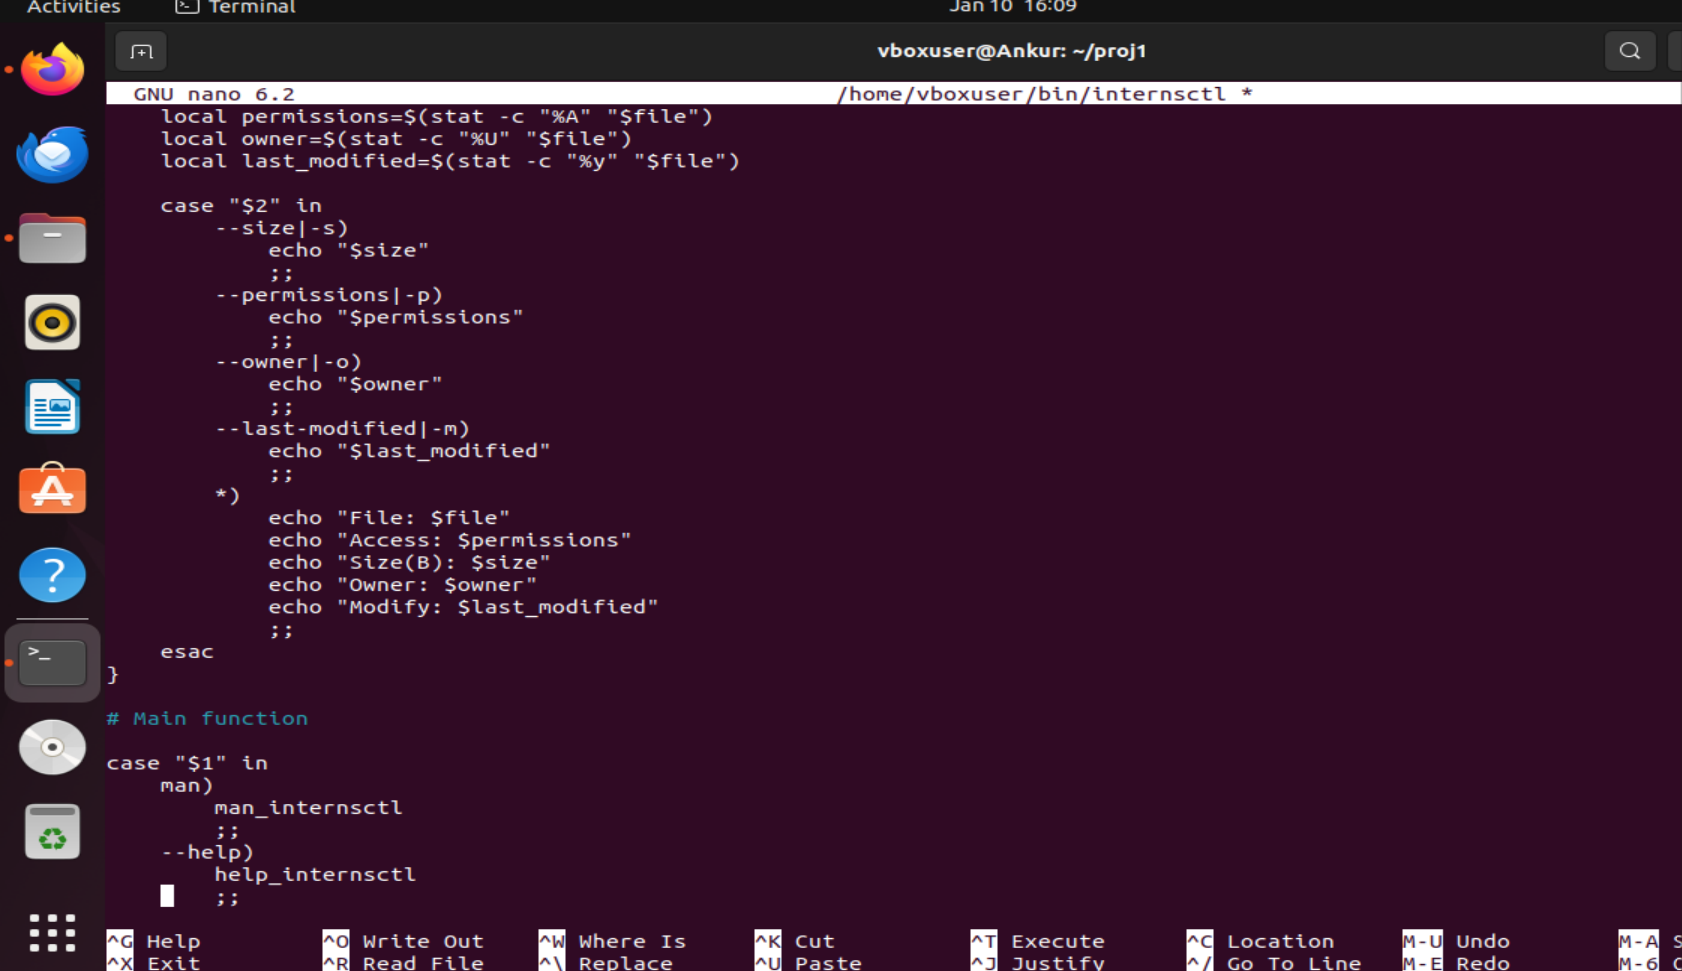 Activities Terminal Jan 10 16:09
vboxuser@Ankur: ~/proj1
GNU nano 6.2 /home/vboxuser/bin/internsctl *
local permissions=$(stat -c "%A" "$file")
local owner=$(stat -c "%U" "$file")
local last_modified=$(stat -c "%y" "$file")
case "$2" in
--size|-s)
echo "$size"
;;
--permissions|-p)
echo "$permissions"
;;
--owner|-o)
echo "$owner"
;;
--last-modified|-m)
echo "$last_modified"
;;
*)
echo "File: $file"
echo "Access: $permissions"
echo "Size(B): $size"
echo "Owner: $owner"
echo "Modify: $last_modified"
;;
esac
}
# Main function
case "$1" in
man)
man_internsctl
;;
--help)
help_internsctl
;;
^G Help ^O Write Out ^W Where Is ^K Cut ^T Execute ^C Location M-U Undo M-A
^X Exit ^R Read File ^\ Replace ^U Paste ^J Justify ^/ Go To Line M-E Redo M-6